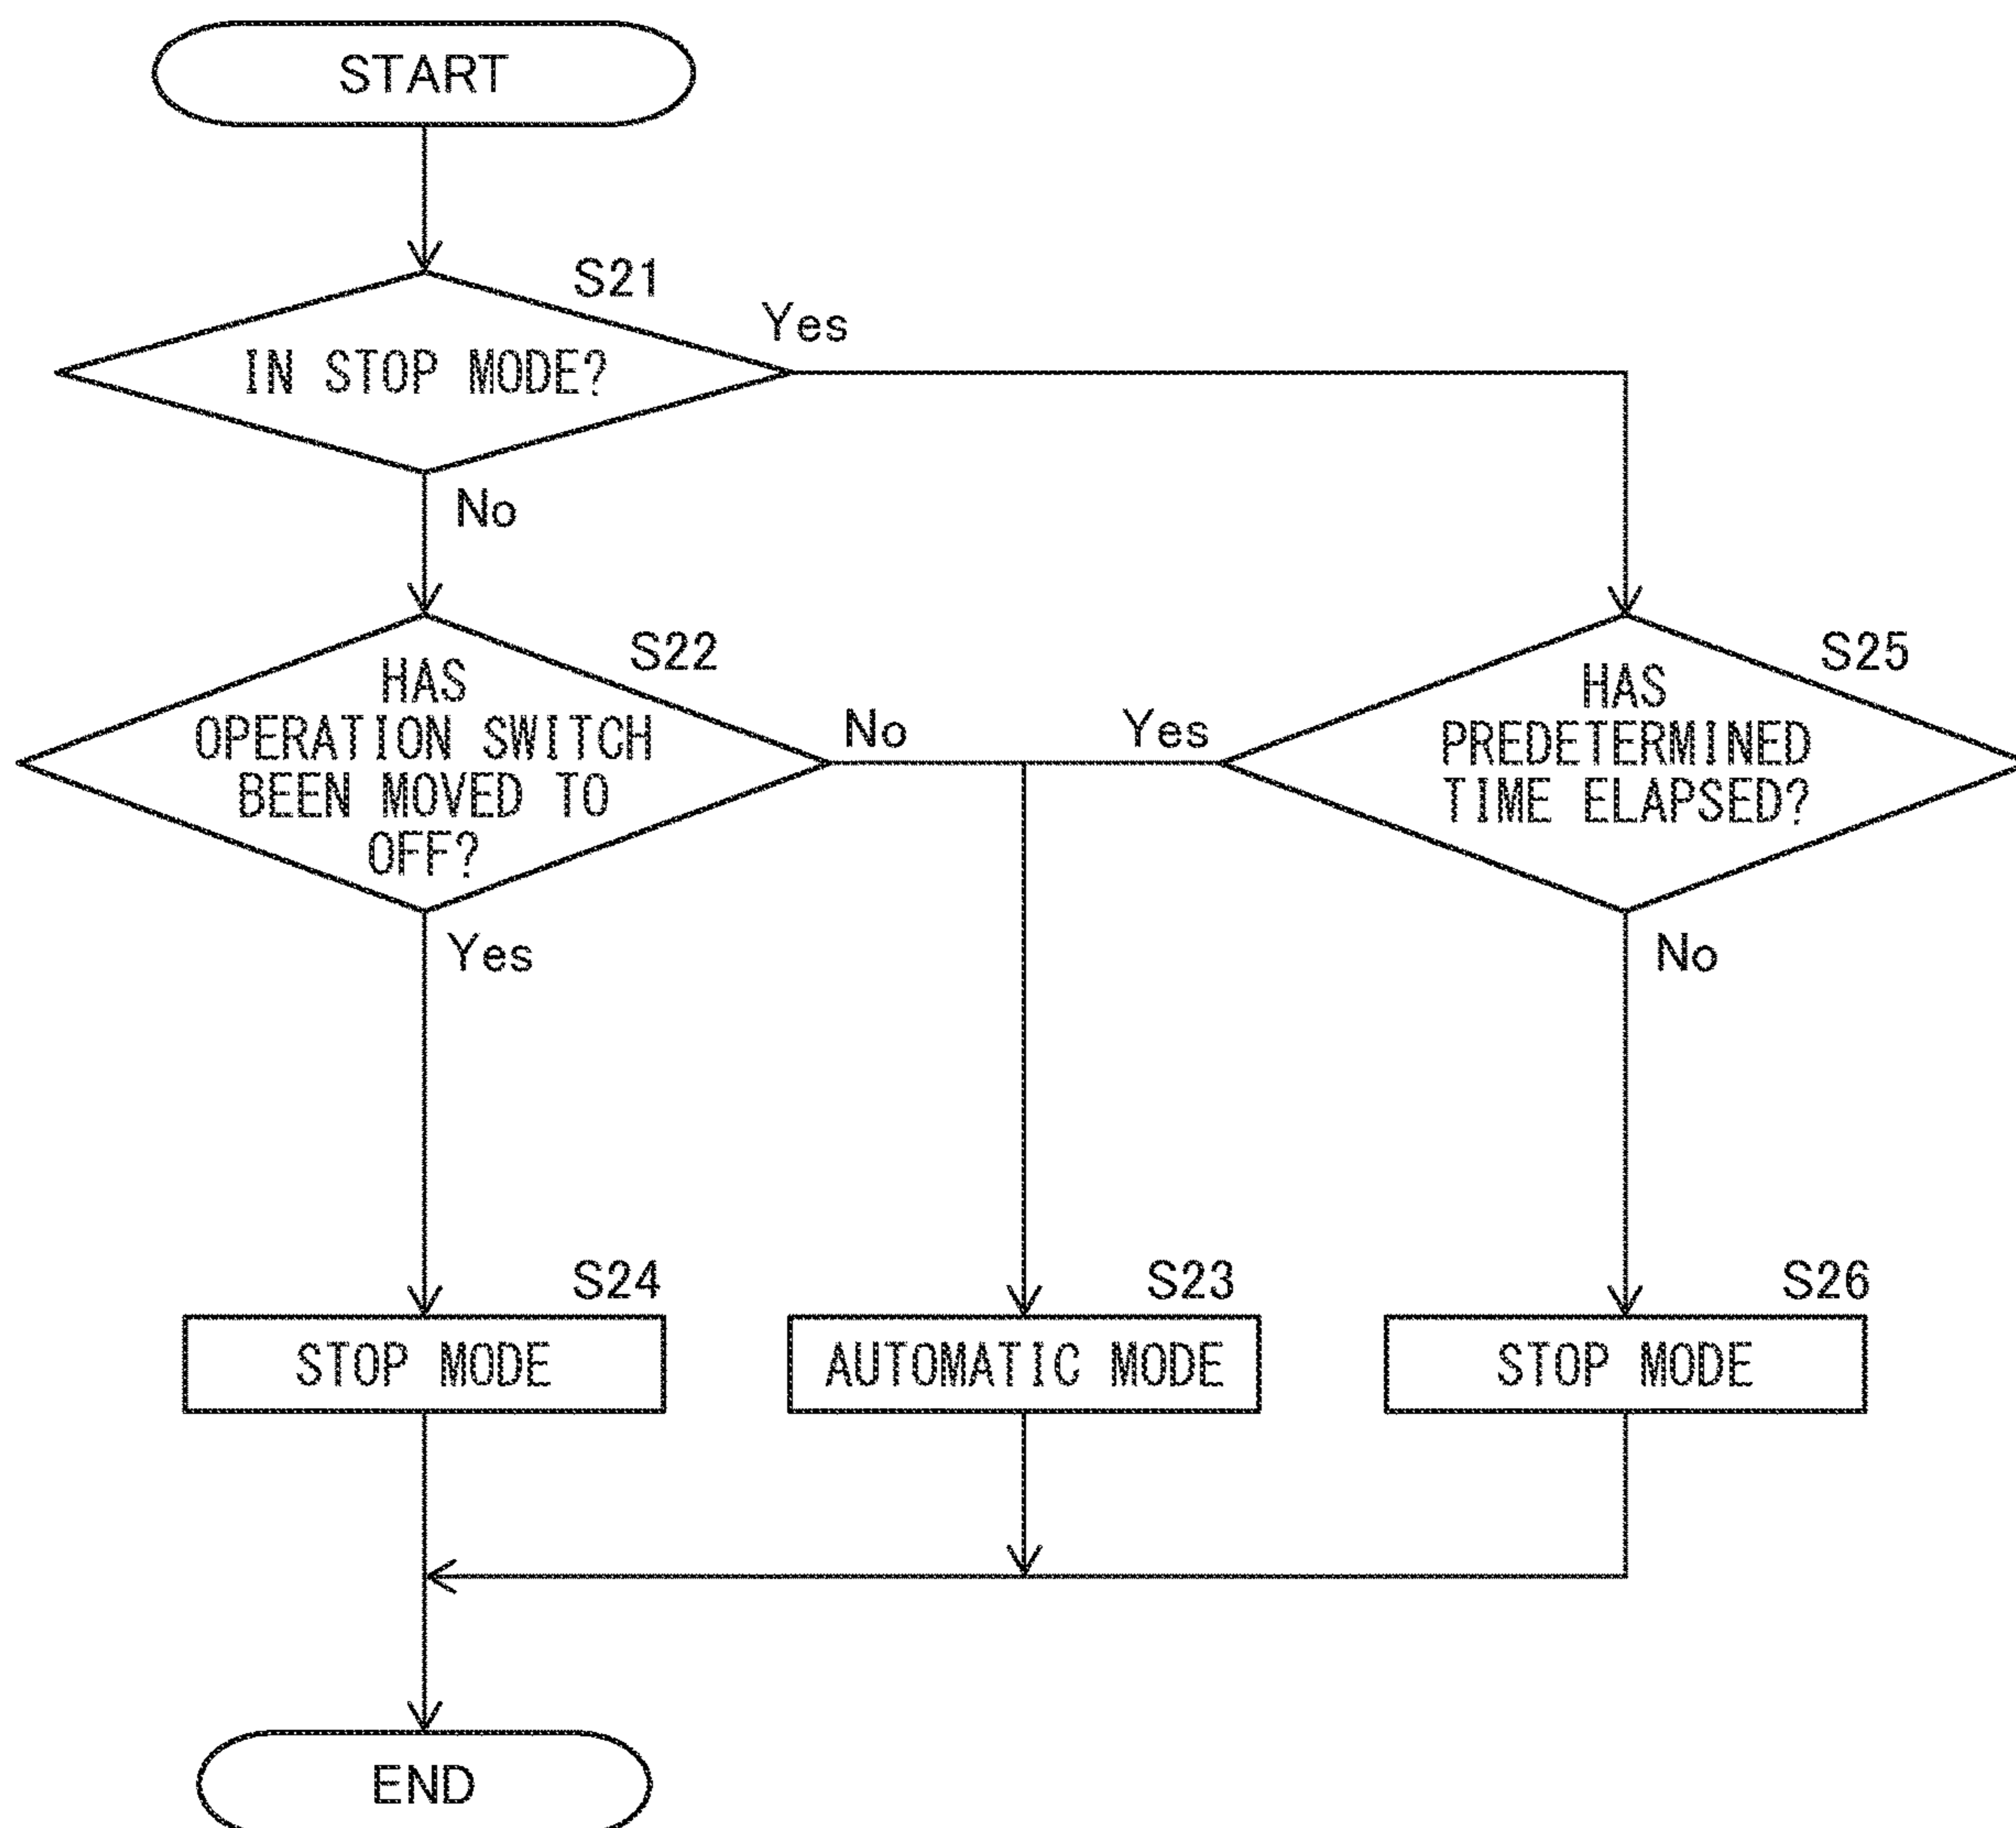 START
S21
Yes
IN STOP MODE?
No
S22
HAS
OPERATION SWITCH
BEEN MOVED TO
OFF?
No
Yes
S25
HAS
PREDETERMINED
TIME ELAPSED?
Yes
No
S24
STOP MODE
S23
AUTOMATIC MODE
S26
STOP MODE
END